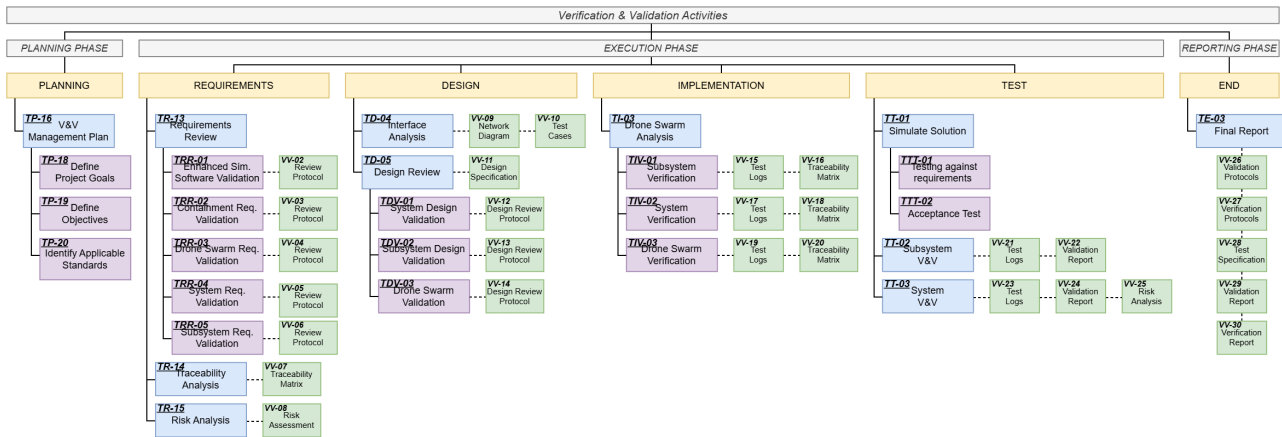 Verification & Validation Activities
PLANNING PHASE
EXECUTION PHASE
REPORTING PHASE
PLANNING
REQUIREMENTS
DESIGN
IMPLEMENTATION
TEST
END
TP-16
V&V
Management Plan
TP-18
Define
Project Goals
TP-19
Define
Objectives
TP-20
Identify Applicable
Standards
TR-13
Requirements
Review
TRR-01
Enhanced Sim.
Software Validation
VV-02
Review
Protocol
TRR-02
Containment Req.
Validation
VV-03
Review
Protocol
TRR-03
Drone Swarm Req.
Validation
VV-04
Review
Protocol
TRR-04
System Req.
Validation
VV-05
Review
Protocol
TRR-05
Subsystem Req.
Validation
VV-06
Review
Protocol
TR-14
Traceability
Analysis
VV-07
Traceability
Matrix
TR-15
Risk Analysis
VV-08
Risk
Assessment
TD-04
Interface
Analysis
VV-09
Network
Diagram
VV-10
Test
Cases
TD-05
Design Review
VV-11
Design
Specification
TDV-01
System Design
Validation
VV-12
Design Review
Protocol
TDV-02
Subsystem Design
Validation
VV-13
Design Review
Protocol
TDV-03
Drone Swarm
Validation
VV-14
Design Review
Protocol
TI-03
Drone Swarm
Analysis
TIV-01
Subsystem
Verification
VV-15
Test
Logs
VV-16
Traceability
Matrix
TIV-02
System
Verification
VV-17
Test
Logs
VV-18
Traceability
Matrix
TIV-03
Drone Swarm
Verification
VV-19
Test
Logs
VV-20
Traceability
Matrix
TT-01
Simulate Solution
TTT-01
Testing against
requirements
TTT-02
Acceptance Test
TT-02
Subsystem
V&V
VV-21
Test
Logs
VV-22
Validation
Report
TT-03
System
V&V
VV-23
Test
Logs
VV-24
Validation
Report
VV-25
Risk
Analysis
TE-03
Final Report
VV-26
Validation
Protocols
VV-27
Verification
Protocols
VV-28
Test
Specification
VV-29
Validation
Report
VV-30
Verification
Report